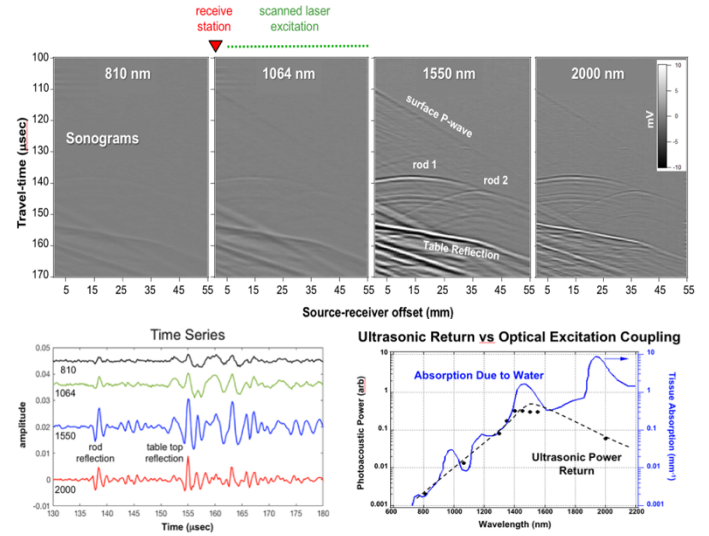 receive
station
scanned laser
excitation
100
110
120
130
140
150
160
170
Travel-time (µsec)
810 nm
Sonograms
1064 nm
1550 nm
surface P-wave
rod 1
rod 2
Table Reflection
2000 nm
mV
10
5
0
-5
-10
5 15 25 35 45 55
5 15 25 35 45 55
5 15 25 35 45 55
5 15 25 35 45 55
Source-receiver offset (mm)
Time Series
0.05
0.04
0.03
0.02
0.01
0
-0.01
amplitude
810
1064
1550
rod
reflection
table top
reflection
2000
130 135 140 145 150 155 160 165 170 175 180
Time (µsec)
Ultrasonic Return vs Optical Excitation Coupling
10
1
0.1
0.01
0.001
Photoacoustic Power (arb)
Absorption Due to Water
Ultrasonic Power
Return
10
1
0.1
0.01
0.001
Tissue Absorption (mm⁻¹)
600 800 1000 1200 1400 1600 1800 2000 2200
Wavelength (nm)